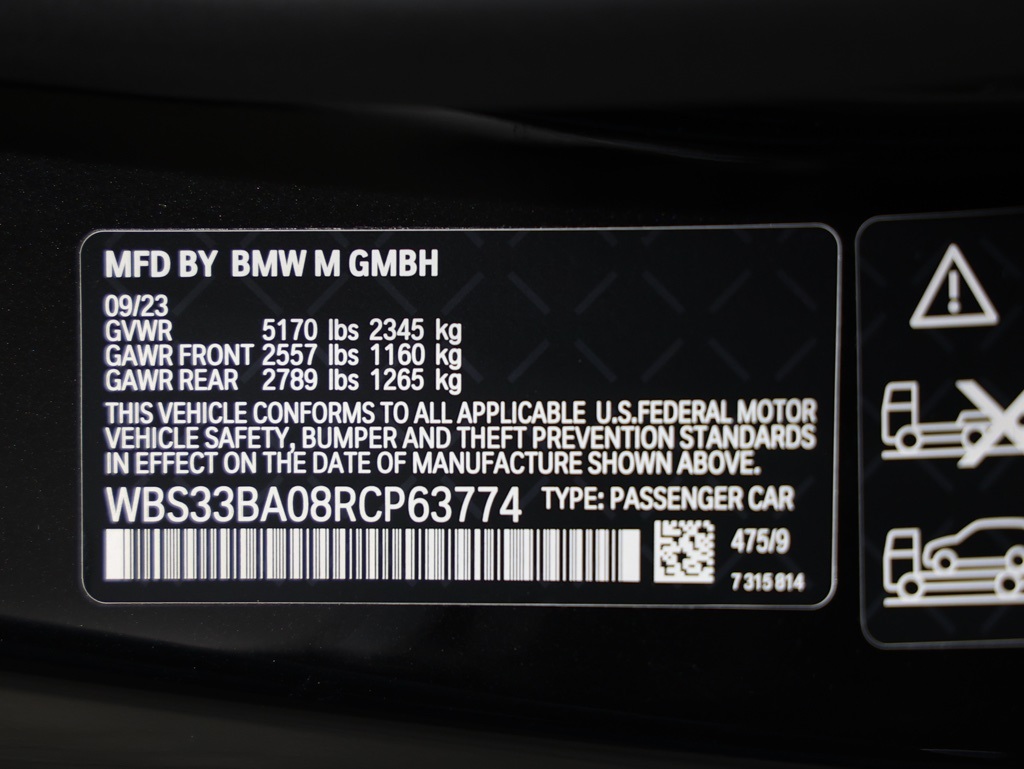 MFD BY BMW M GMBH
09/23
GVWR 5170 lbs 2345 kg
GAWR FRONT 2557 lbs 1160 kg
GAWR REAR 2789 lbs 1265 kg
THIS VEHICLE CONFORMS TO ALL APPLICABLE U.S.FEDERAL MOTOR
VEHICLE SAFETY, BUMPER AND THEFT PREVENTION STANDARDS
IN EFFECT ON THE DATE OF MANUFACTURE SHOWN ABOVE.
WBS33BA08RCP63774 TYPE: PASSENGER CAR
475/9
7 315 814